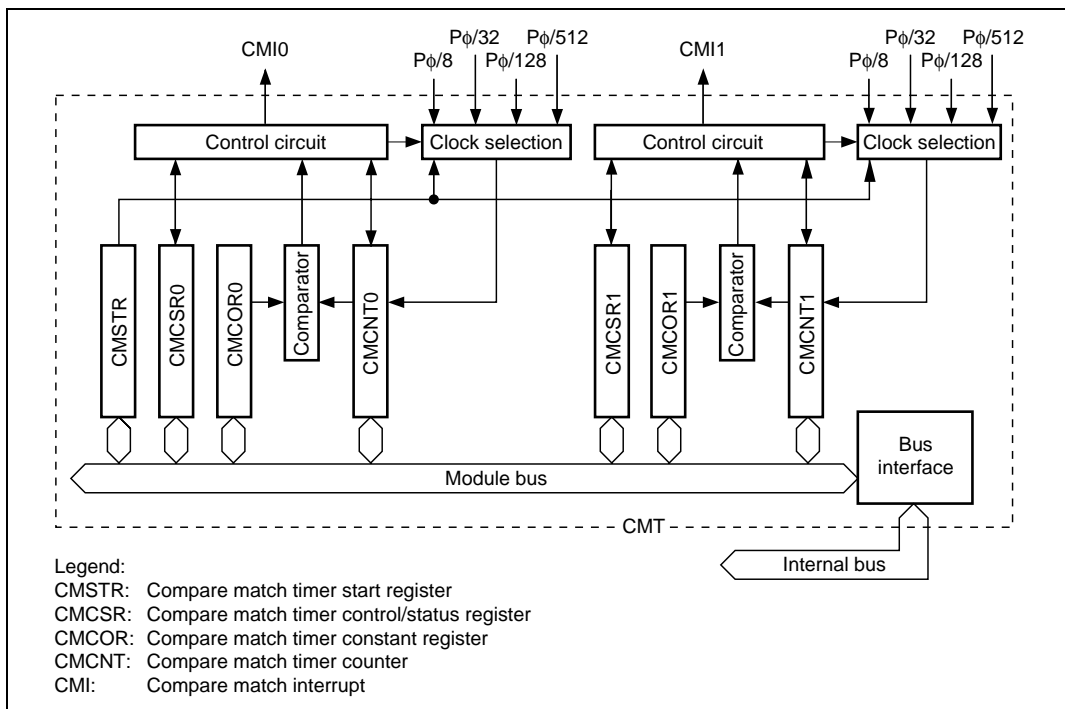 CMI0
Pφ/32
Pφ/512
Pφ/8
Pφ/128
CMI1
Pφ/32
Pφ/512
Pφ/8
Pφ/128
Control circuit
Clock selection
Control circuit
Clock selection
CMSTR
CMCSR0
CMCOR0
Comparator
CMCNT0
CMCSR1
CMCOR1
Comparator
CMCNT1
Bus
interface
Module bus
CMT
Internal bus
Legend:
CMSTR: Compare match timer start register
CMCSR: Compare match timer control/status register
CMCOR: Compare match timer constant register
CMCNT: Compare match timer counter
CMI: Compare match interrupt